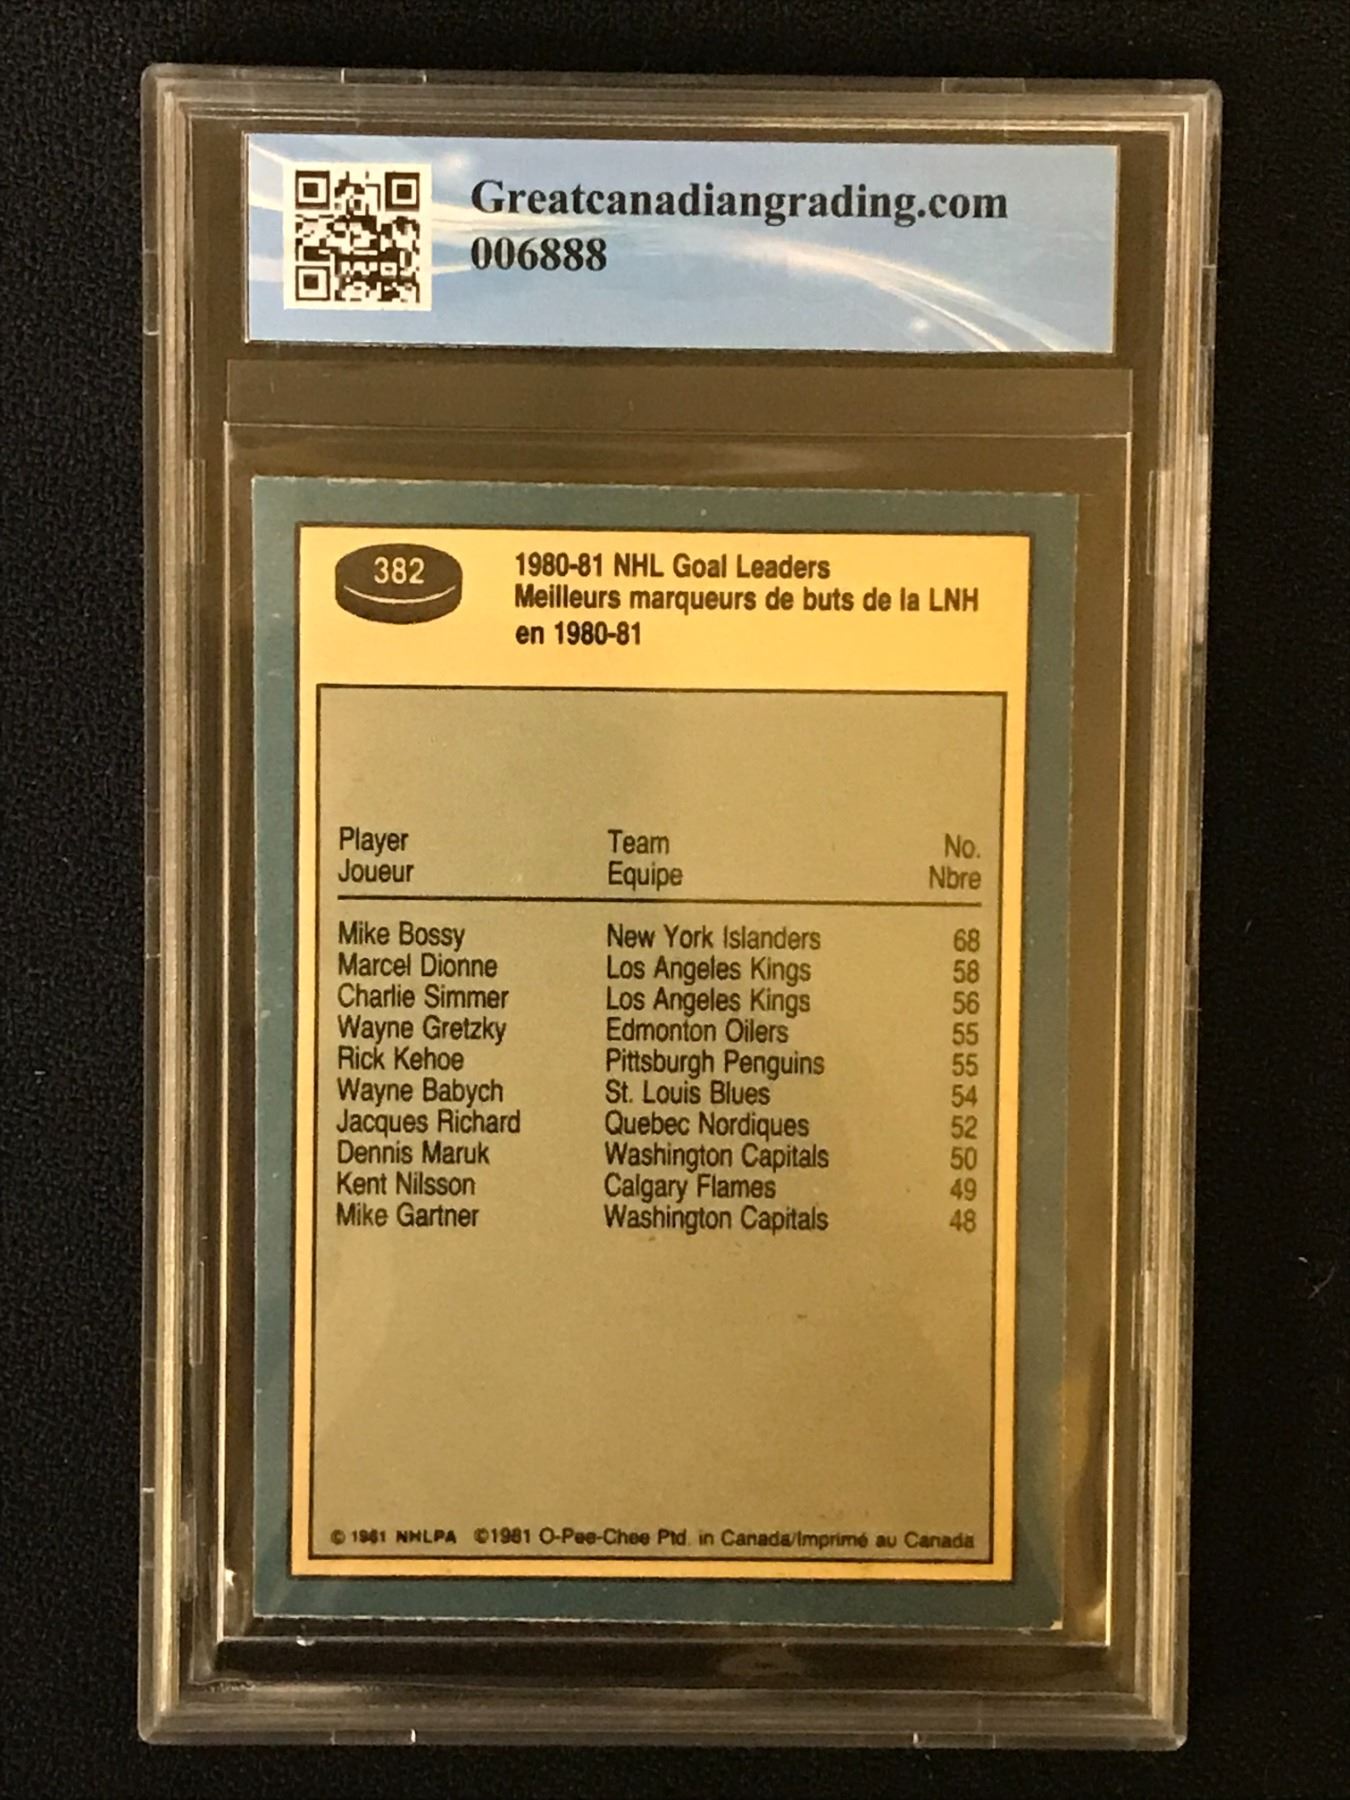 Greatcanadiangrading.com
006888
382
1980-81 NHL Goal Leaders
Meilleurs marqueurs de buts de la LNH
en 1980-81
Player Team No.
Joueur Equipe Nbre
Mike Bossy New York Islanders 68
Marcel Dionne Los Angeles Kings 58
Charlie Simmer Los Angeles Kings 56
Wayne Gretzky Edmonton Oilers 55
Rick Kehoe Pittsburgh Penguins 55
Wayne Babych St. Louis Blues 54
Jacques Richard Quebec Nordiques 52
Dennis Maruk Washington Capitals 50
Kent Nilsson Calgary Flames 49
Mike Gartner Washington Capitals 48
© 1981 NHLPA ©1981 O-Pee-Chee Ptd. in Canada/Imprimé au Canada